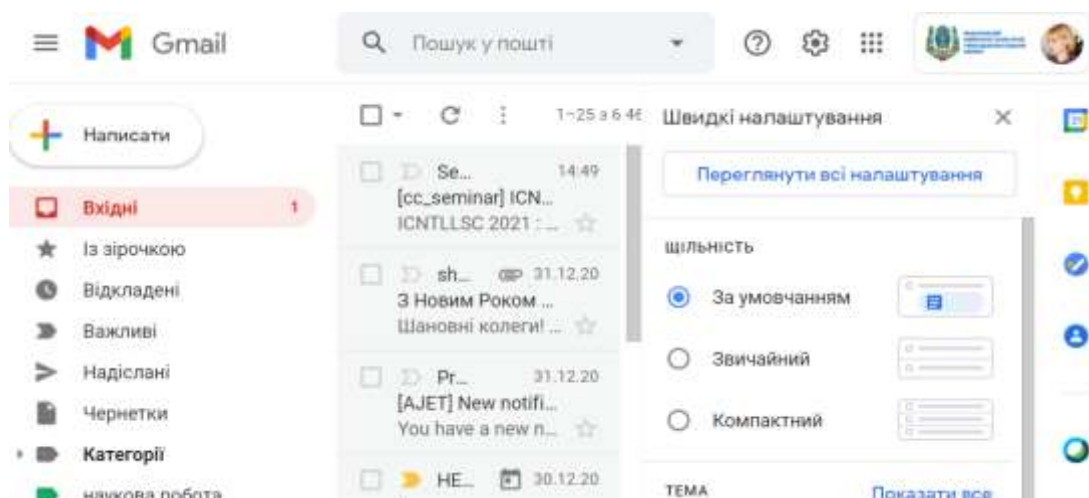 Gmail
Пошук у пошті
Написати
Вхідні 1
Із зірочкою
Відкладені
Важливі
Надіслані
Чернетки
Категорії
наукова робота
1–25 з 6 46
Se... 14:49
[cc_seminar] ICN...
ICNTLLSC 2021 : ...
sh... 31.12.20
З Новим Роком ...
Шановні колеги! ...
Pr... 31.12.20
[AJET] New notifi...
You have a new n...
HE... 30.12.20
Швидкі налаштування
Переглянути всі налаштування
ЩІЛЬНІСТЬ
За умовчанням
Звичайний
Компактний
ТЕМА Показати все